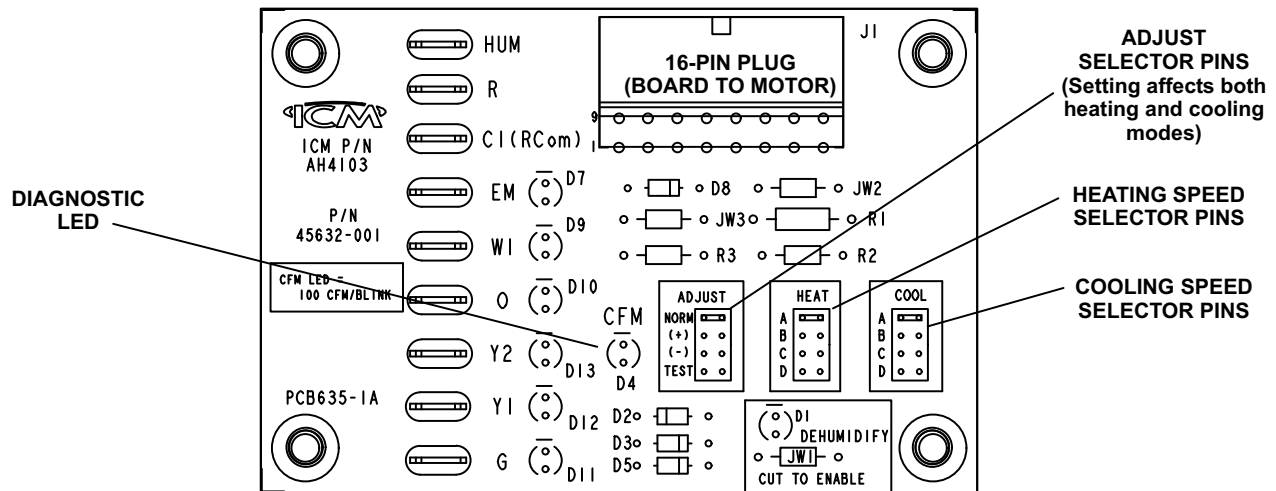 HUM
R
C1(RCom)
EM
W1
O
Y2
Y1
G
ICM
ICM P/N
AH4103
P/N
45632-001
CFM LED -
100 CFM/BLINK
PCB635-1A
DIAGNOSTIC
LED
J1
16-PIN PLUG
(BOARD TO MOTOR)
9
1
D7
D9
D10
D13
D12
D11
D8
JW2
JW3
R1
R3
R2
CFM
D4
ADJUST
NORM
(+)
(-)
TEST
HEAT
A
B
C
D
COOL
A
B
C
D
D2
D3
D5
D1
DEHUMIDIFY
JW1
CUT TO ENABLE
ADJUST
SELECTOR PINS
(Setting affects both
heating and cooling
modes)
HEATING SPEED
SELECTOR PINS
COOLING SPEED
SELECTOR PINS